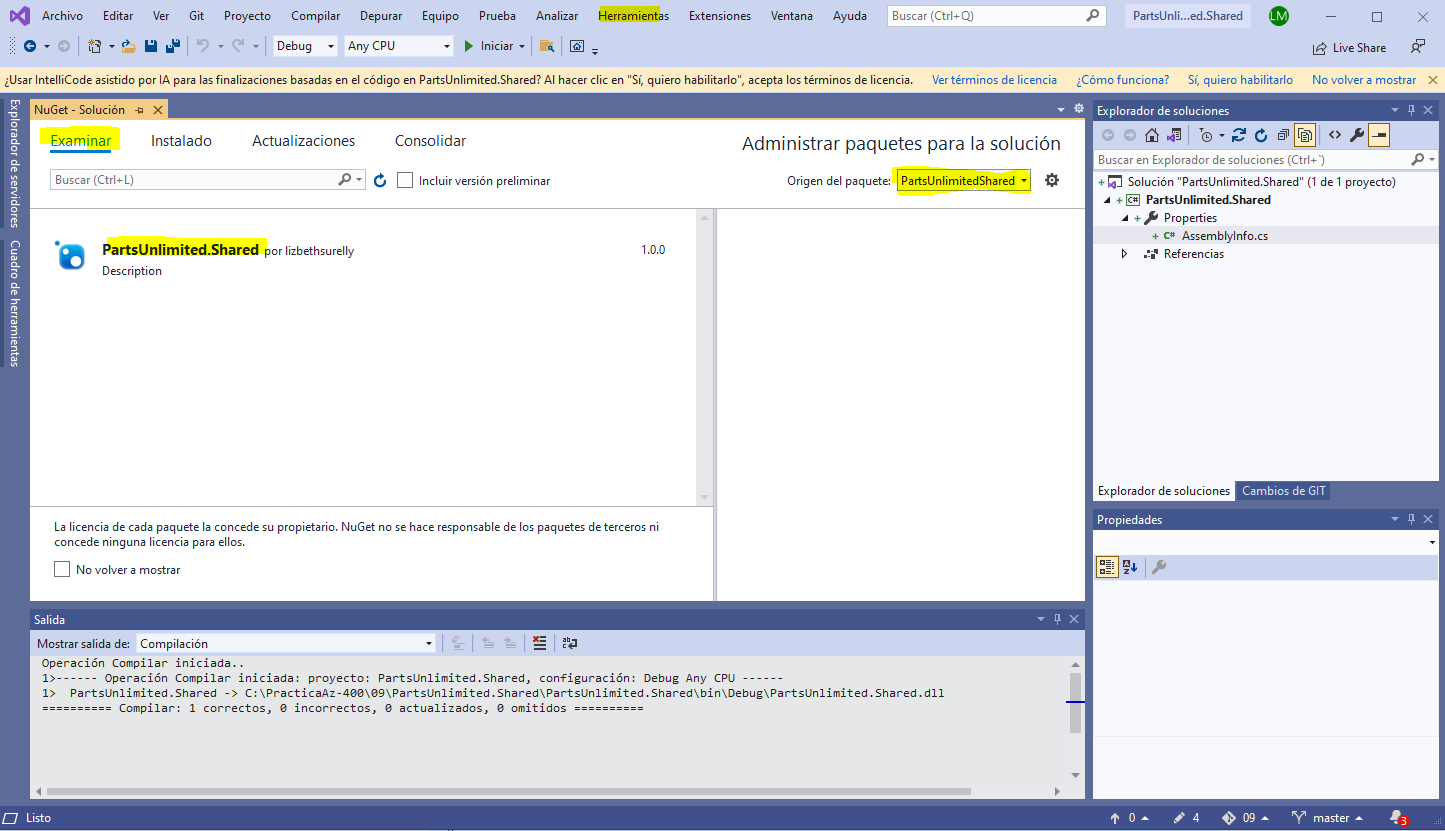 Archivo Editar Ver Git Proyecto Compilar Depurar Equipo Prueba Analizar Herramientas Extensiones Ventana Ayuda Buscar (Ctrl+Q) PartsUnli...ed.Shared LM
Debug Any CPU Iniciar Live Share
¿Usar IntelliCode asistido por IA para las finalizaciones basadas en el código en PartsUnlimited.Shared? Al hacer clic en "Sí, quiero habilitarlo", acepta los términos de licencia. Ver términos de licencia ¿Cómo funciona? Sí, quiero habilitarlo No volver a mostrar
Explorador de servidores
Cuadro de herramientas
NuGet - Solución
Examinar Instalado Actualizaciones Consolidar Administrar paquetes para la solución
Buscar (Ctrl+L) Incluir versión preliminar Origen del paquete: PartsUnlimitedShared
PartsUnlimited.Shared por lizbethsurelly 1.0.0
Description
La licencia de cada paquete la concede su propietario. NuGet no se hace responsable de los paquetes de terceros ni
concede ninguna licencia para ellos.
No volver a mostrar
Explorador de soluciones
Buscar en Explorador de soluciones (Ctrl+`)
Solución "PartsUnlimited.Shared" (1 de 1 proyecto)
C# PartsUnlimited.Shared
Properties
C# AssemblyInfo.cs
Referencias
Explorador de soluciones Cambios de GIT
Propiedades
Salida
Mostrar salida de: Compilación
Operación Compilar iniciada..
1>------ Operación Compilar iniciada: proyecto: PartsUnlimited.Shared, configuración: Debug Any CPU ------
1>  PartsUnlimited.Shared -> C:\PracticaAz-400\09\PartsUnlimited.Shared\PartsUnlimited.Shared\bin\Debug\PartsUnlimited.Shared.dll
========== Compilar: 1 correctos, 0 incorrectos, 0 actualizados, 0 omitidos ==========
Listo 0 4 09 master 3